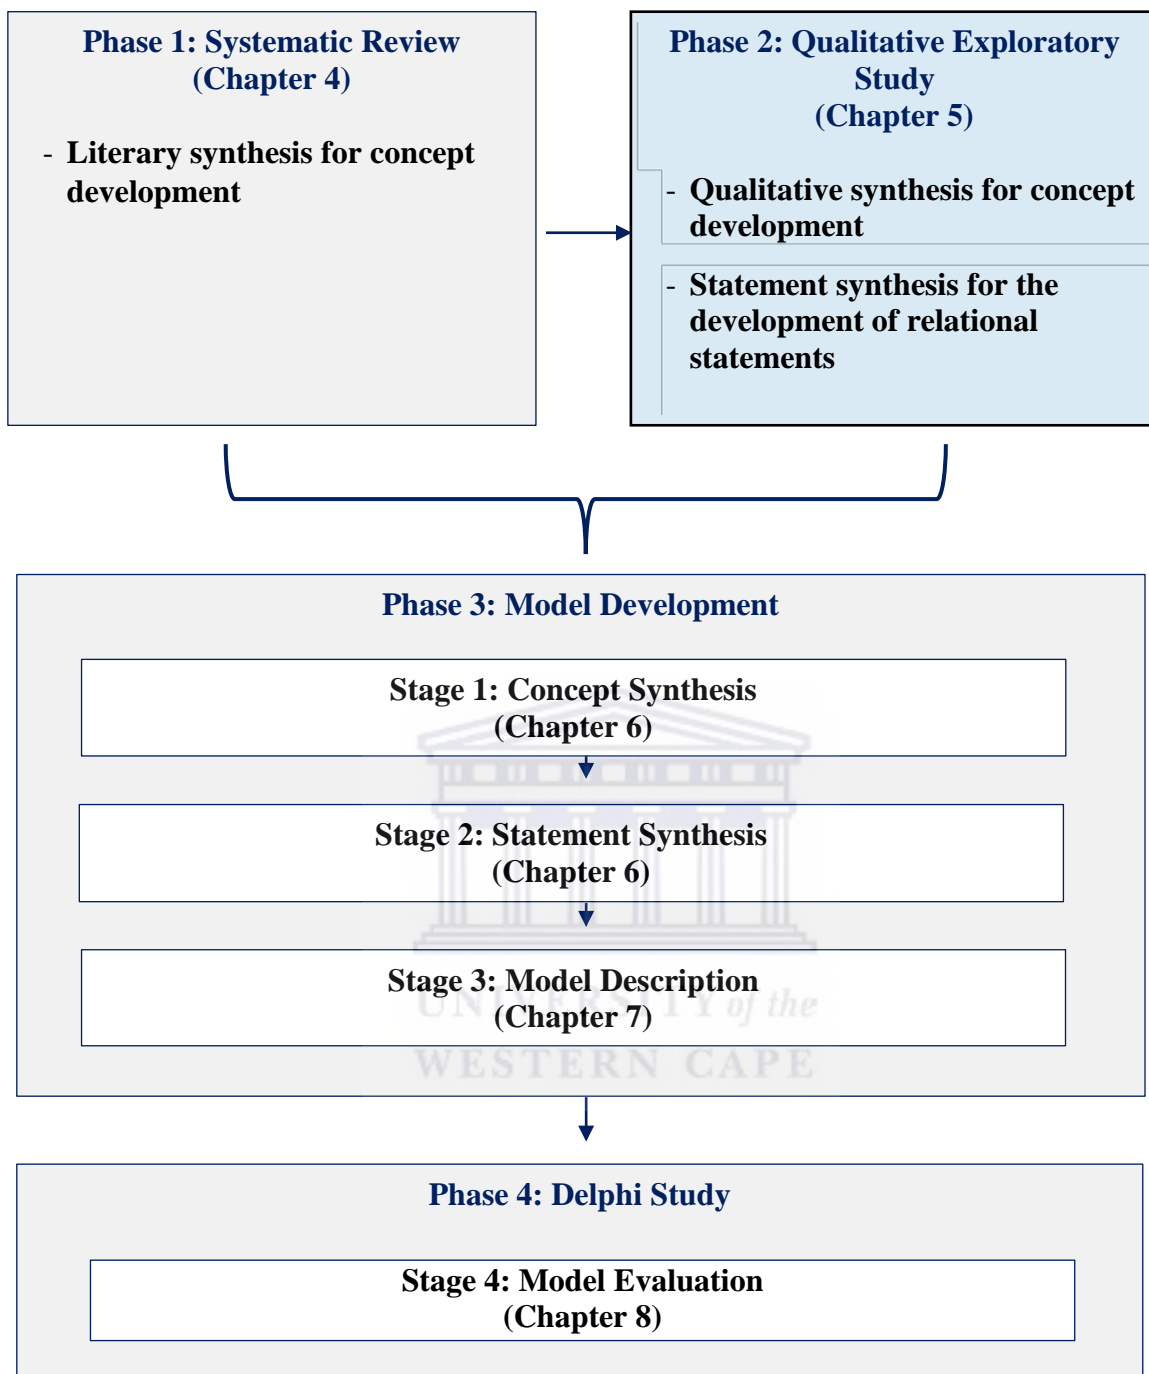 Phase 1: Systematic Review
(Chapter 4)
- Literary synthesis for concept
development
Phase 2: Qualitative Exploratory
Study
(Chapter 5)
- Qualitative synthesis for concept
development
- Statement synthesis for the
development of relational
statements
Phase 3: Model Development
Stage 1: Concept Synthesis
(Chapter 6)
Stage 2: Statement Synthesis
(Chapter 6)
Stage 3: Model Description
(Chapter 7)
UNIVERSITY of the
WESTERN CAPE
Phase 4: Delphi Study
Stage 4: Model Evaluation
(Chapter 8)